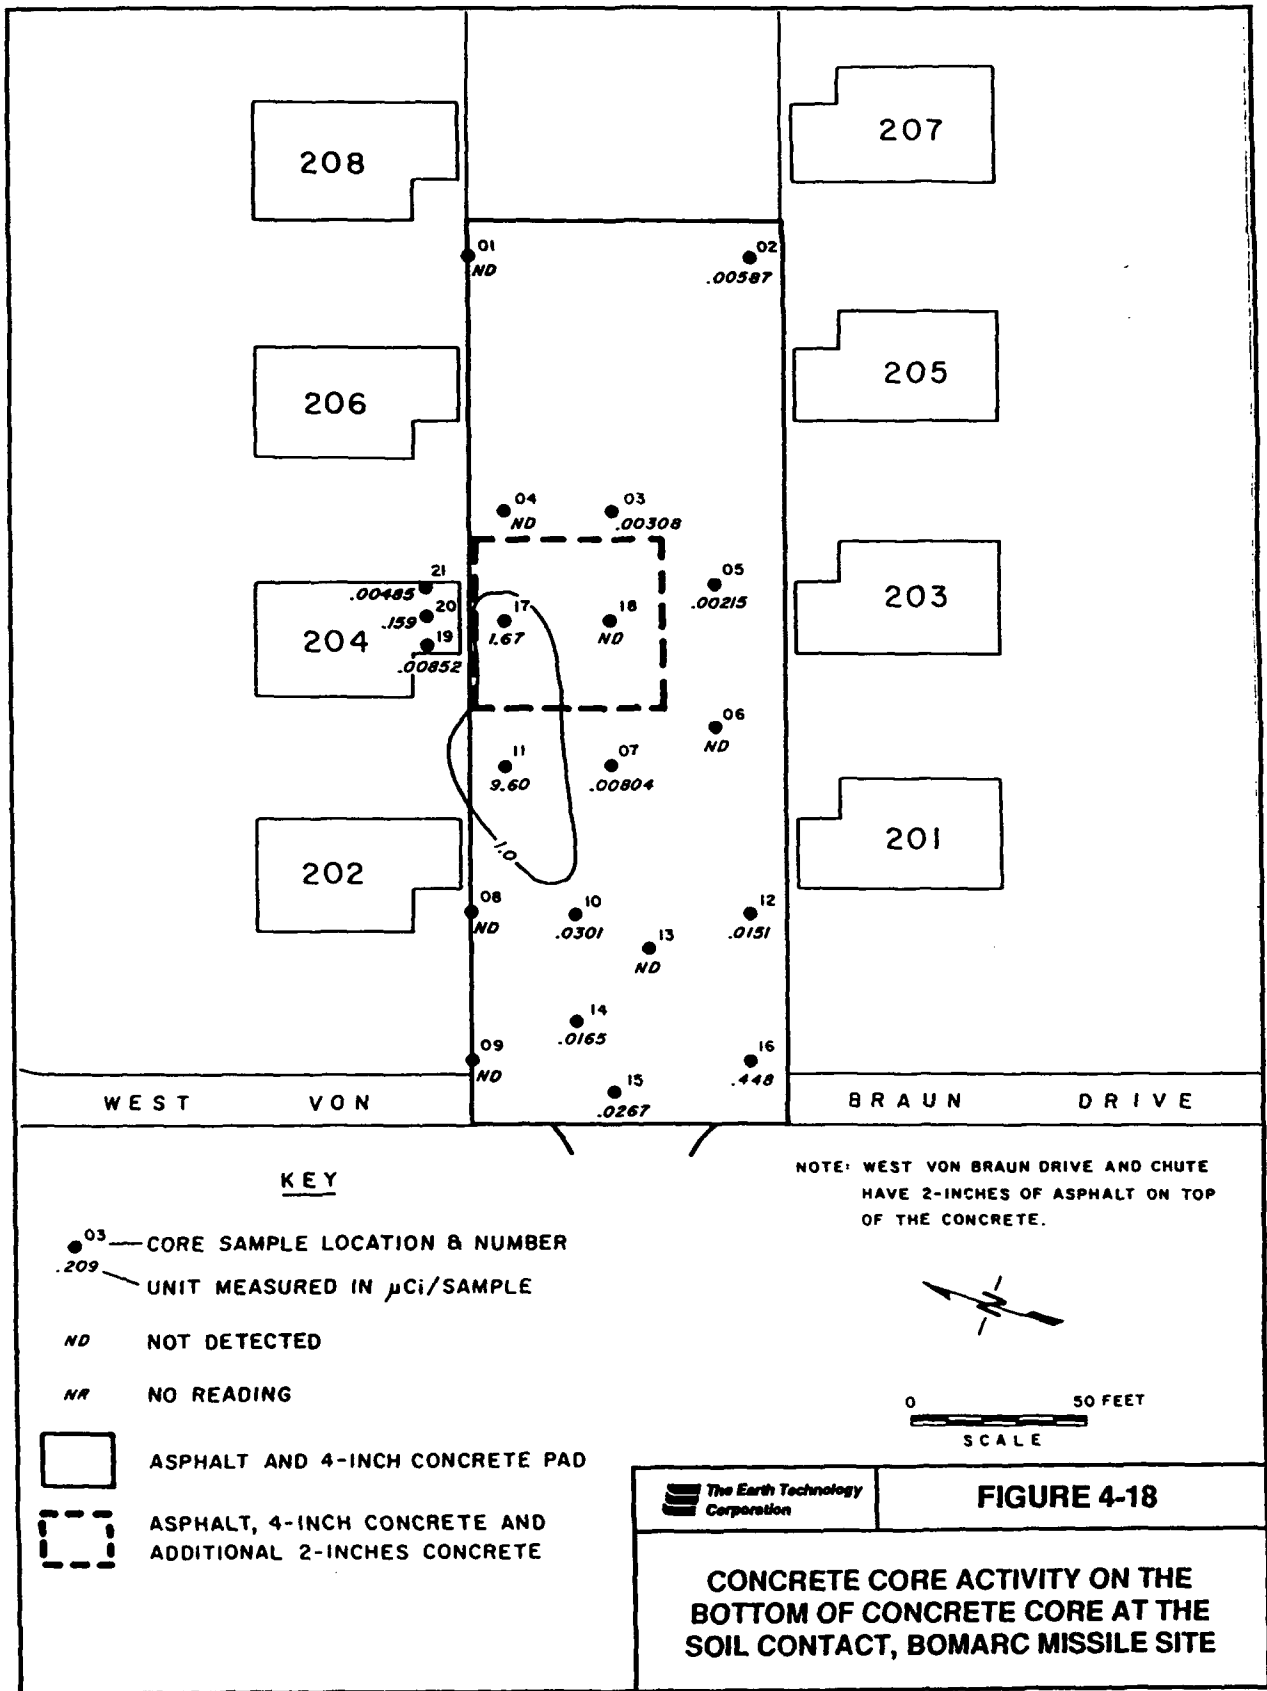 207
208
01
ND
02
.00587
205
206
04
ND
03
.00308
21
.00485
20
.159
19
.00852
204
17
1.67
18
ND
05
.00215
203
06
ND
11
9.60
07
.00804
1.0
201
202
08
ND
10
.0301
12
.0151
13
ND
14
.0165
09
ND
15
.0267
16
.448
WEST VON BRAUN DRIVE
KEY
03 CORE SAMPLE LOCATION & NUMBER
.209 UNIT MEASURED IN µCi/SAMPLE
ND NOT DETECTED
NR NO READING
ASPHALT AND 4-INCH CONCRETE PAD
ASPHALT, 4-INCH CONCRETE AND
ADDITIONAL 2-INCHES CONCRETE
NOTE: WEST VON BRAUN DRIVE AND CHUTE
HAVE 2-INCHES OF ASPHALT ON TOP
OF THE CONCRETE.
N
0 50 FEET
SCALE
The Earth Technology
Corporation
FIGURE 4-18
CONCRETE CORE ACTIVITY ON THE
BOTTOM OF CONCRETE CORE AT THE
SOIL CONTACT, BOMARC MISSILE SITE